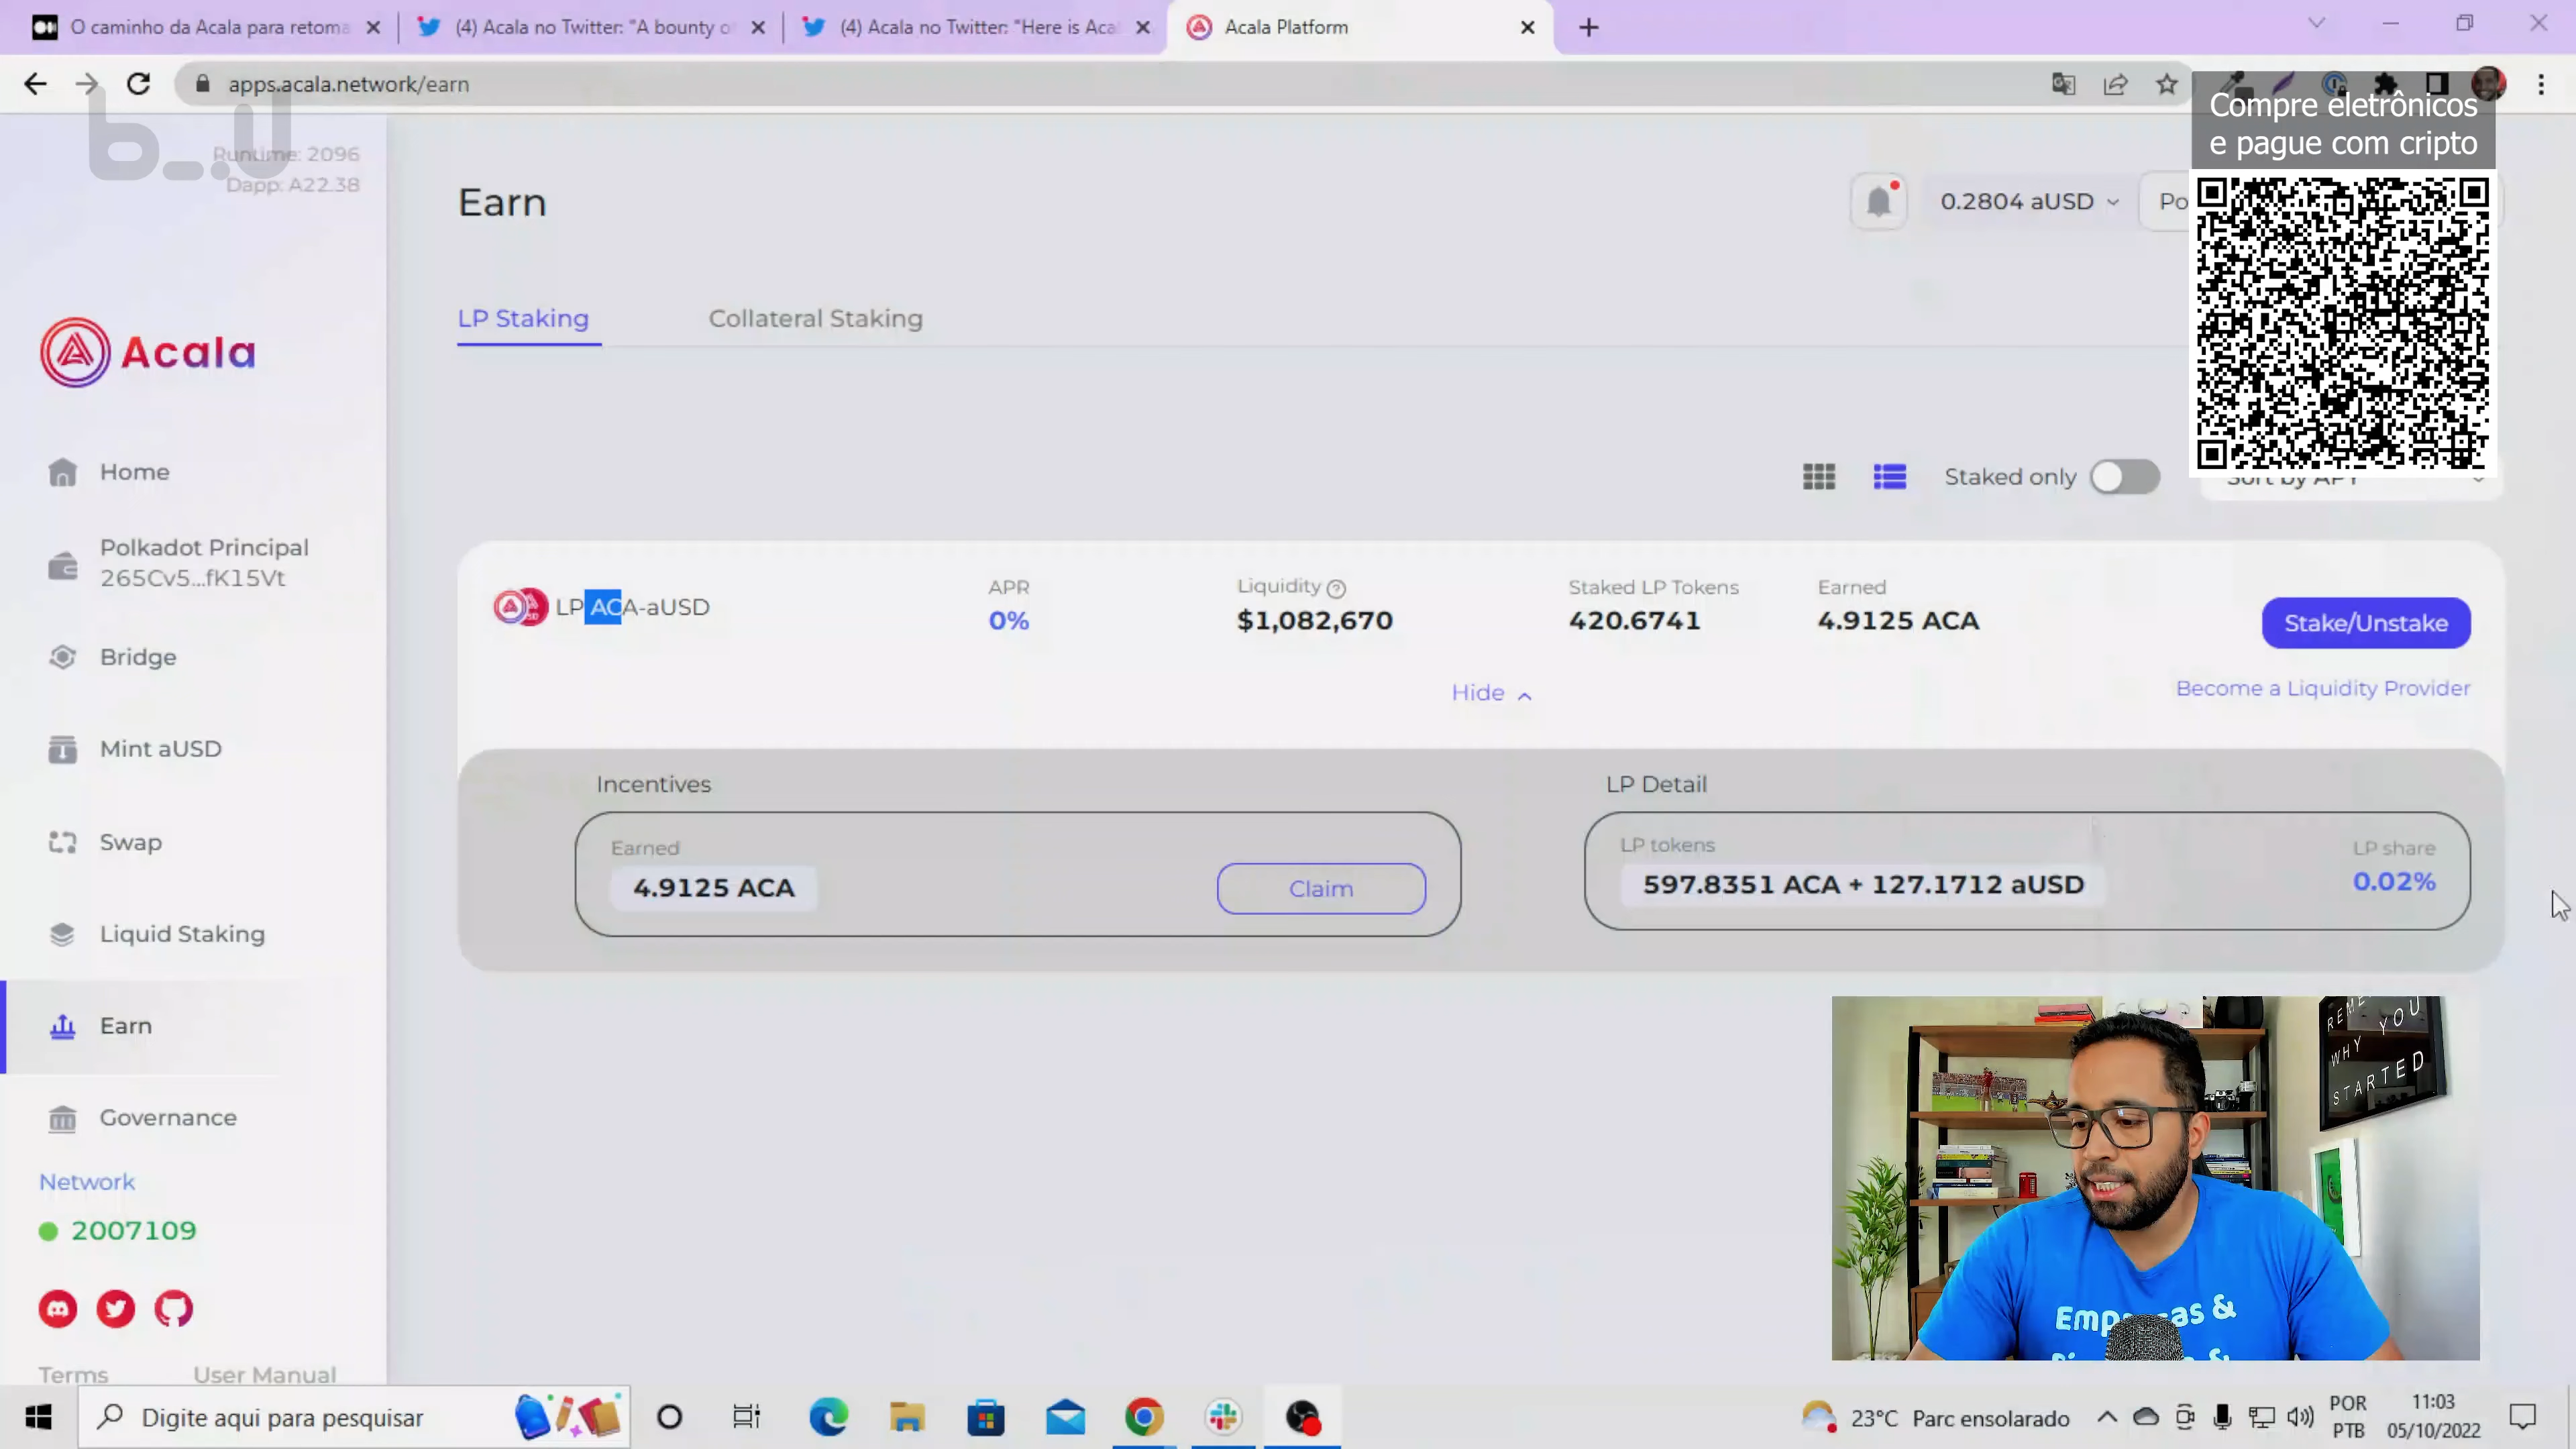 O caminho da Acala para retoma
(4) Acala no Twitter: "A bounty o
(4) Acala no Twitter: "Here is Aca
Acala Platform
apps.acala.network/earn
Compre eletrônicos
e pague com cripto
b_.U
Runtime: 2096
Dapp: A22.38
Acala
Home
Polkadot Principal
265Cv5...fK15Vt
Bridge
Mint aUSD
Swap
Liquid Staking
Earn
Governance
Network
2007109
Terms
User Manual
Earn
0.2804 aUSD
Po
LP Staking
Collateral Staking
Staked only
Sort by APY
LP ACA-aUSD
APR
0%
Liquidity
$1,082,670
Staked LP Tokens
420.6741
Earned
4.9125 ACA
Stake/Unstake
Hide
Become a Liquidity Provider
Incentives
Earned
4.9125 ACA
Claim
LP Detail
LP tokens
597.8351 ACA + 127.1712 aUSD
LP share
0.02%
YOU
WHY
STARTED
&
&
Digite aqui para pesquisar
23°C Parc ensolarado
POR
PTB
11:03
05/10/2022